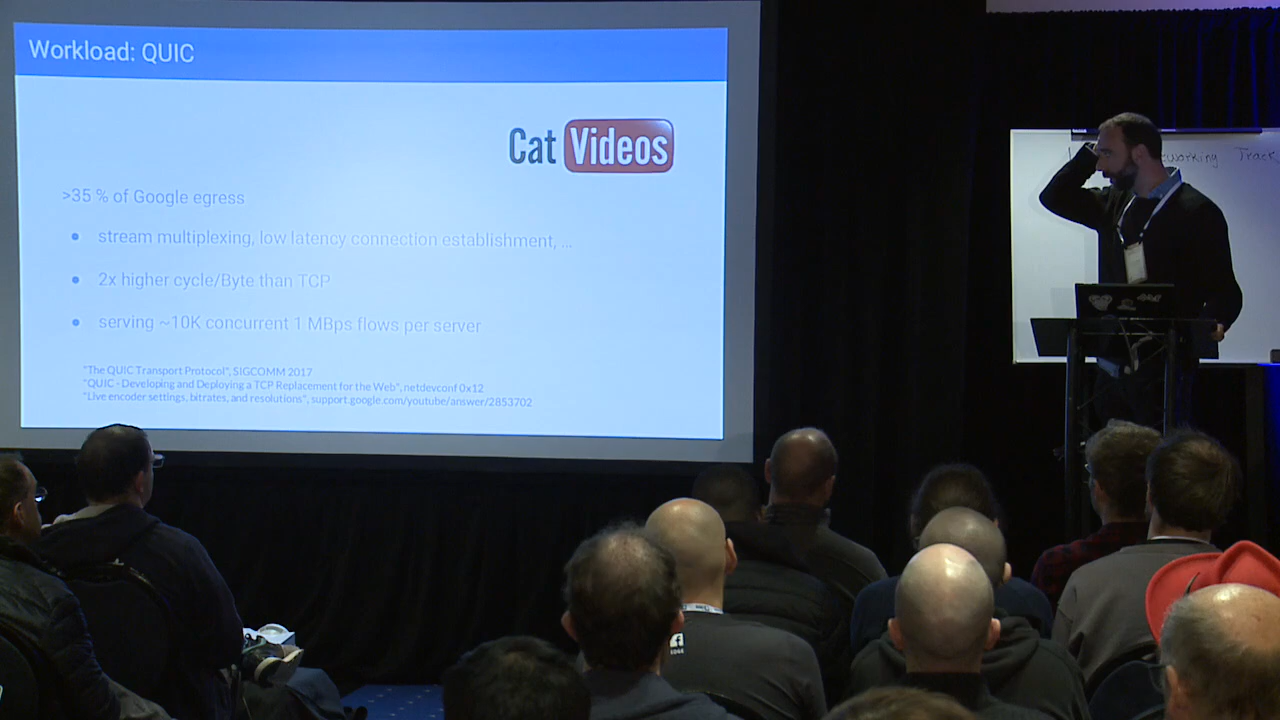 Workload: QUIC
Cat Videos
>35 % of Google egress
• stream multiplexing, low latency connection establishment, ...
• 2x higher cycle/Byte than TCP
• serving ~10K concurrent 1 MBps flows per server
"The QUIC Transport Protocol", SIGCOMM 2017
"QUIC - Developing and Deploying a TCP Replacement for the Web", netdevconf 0x12
"Live encoder settings, bitrates, and resolutions", support.google.com/youtube/answer/2853702
Track